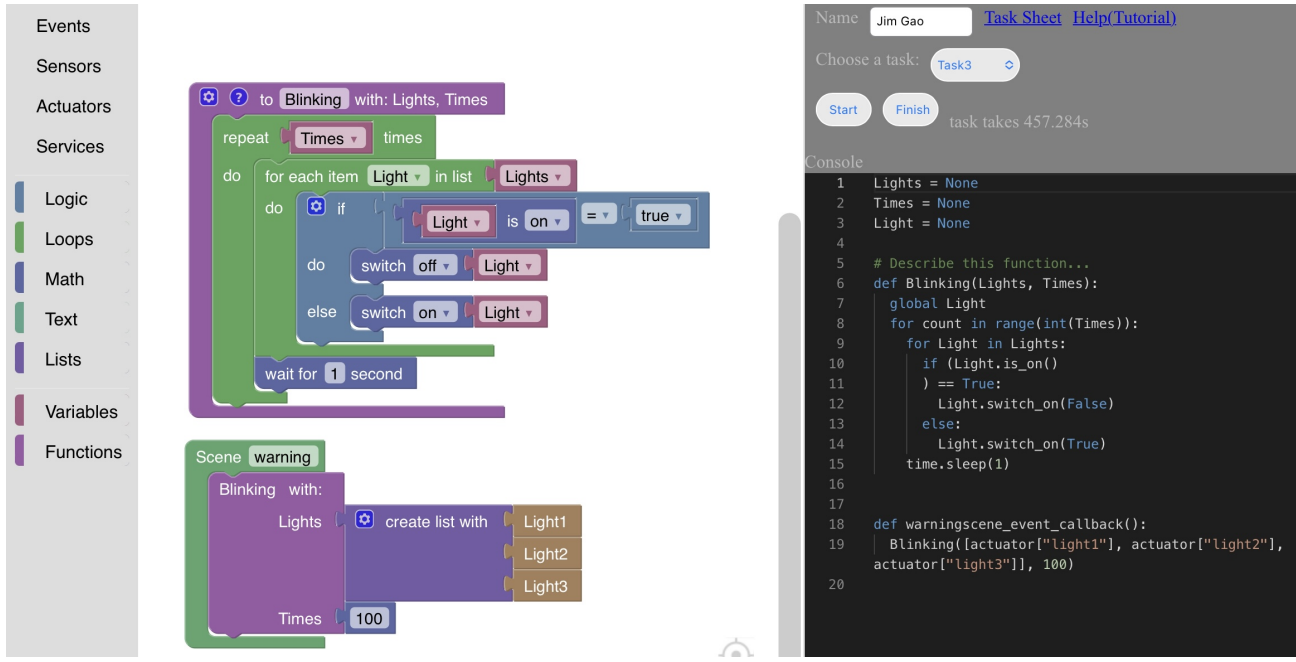 Events
Sensors
Actuators
Services
Logic
Loops
Math
Text
Lists
Variables
Functions
to Blinking with: Lights, Times
repeat Times times
do for each item Light in list Lights
do if Light is on = true
do switch off Light
else switch on Light
wait for 1 second
Scene warning
Blinking with:
Lights create list with Light1
Light2
Light3
Times 100
Name Jim Gao Task Sheet Help(Tutorial)
Choose a task: Task3
Start Finish task takes 457.284s
Console
1 Lights = None
2 Times = None
3 Light = None
4
5 # Describe this function...
6 def Blinking(Lights, Times):
7 global Light
8 for count in range(int(Times)):
9 for Light in Lights:
10 if (Light.is_on()
11 ) == True:
12 Light.switch_on(False)
13 else:
14 Light.switch_on(True)
15 time.sleep(1)
16
17
18 def warningscene_event_callback():
19 Blinking([actuator["light1"], actuator["light2"],
actuator["light3"]], 100)
20